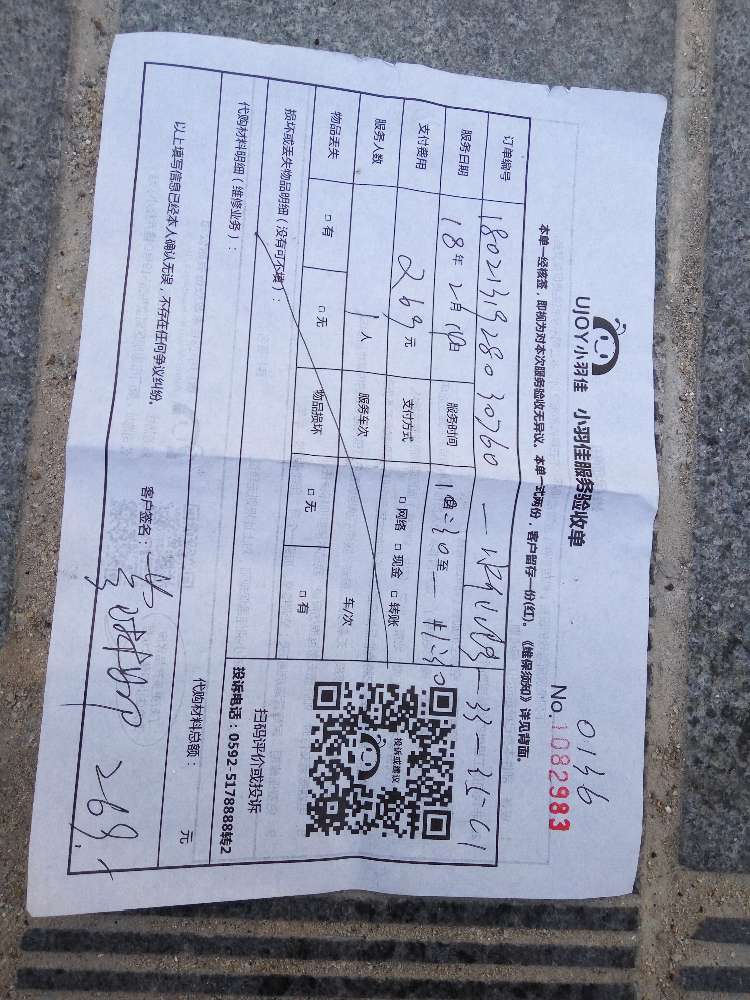 0136
UJOY小羽佳 小羽佳服务验收单 No.1082983
本单一经核签，即视为对本次服务验收无异议。本单一式两份，客户留存一份(红)。《维保须知》详见背面。
订单编号
服务日期 18年2月 日 服务时间 至
支付费用 269元 支付方式 □ 网络 □ 现金 □ 转账
服务人数 1人 服务车次 车/次
物品丢失 □ 有 □ 无 物品损坏 □ 无 □ 有
损坏或丢失物品明细（没有可不填）：
投诉或建议
扫码评价或投诉
投诉电话：0592-5178888转2
代购材料明细（维修业务）：
代购材料总额： 元
以上填写信息已经本人确认无误，不存在任何争议纠纷。
客户签名：